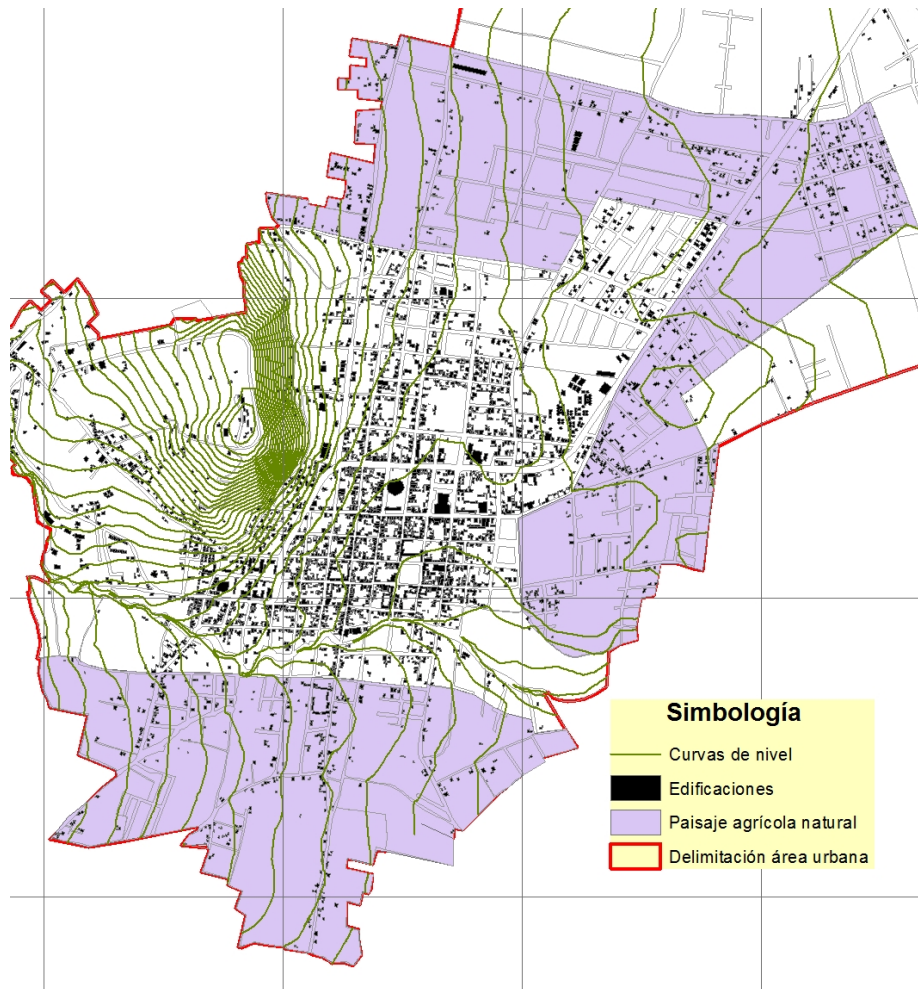 Simbología
Curvas de nivel
Edificaciones
Paisaje agrícola natural
Delimitación área urbana